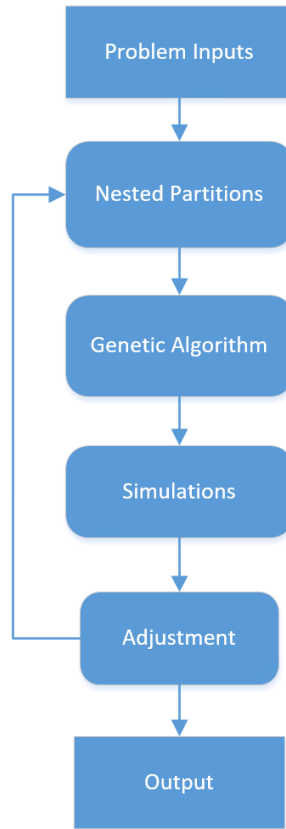 Problem Inputs
Nested Partitions
Genetic Algorithm
Simulations
Adjustment
Output